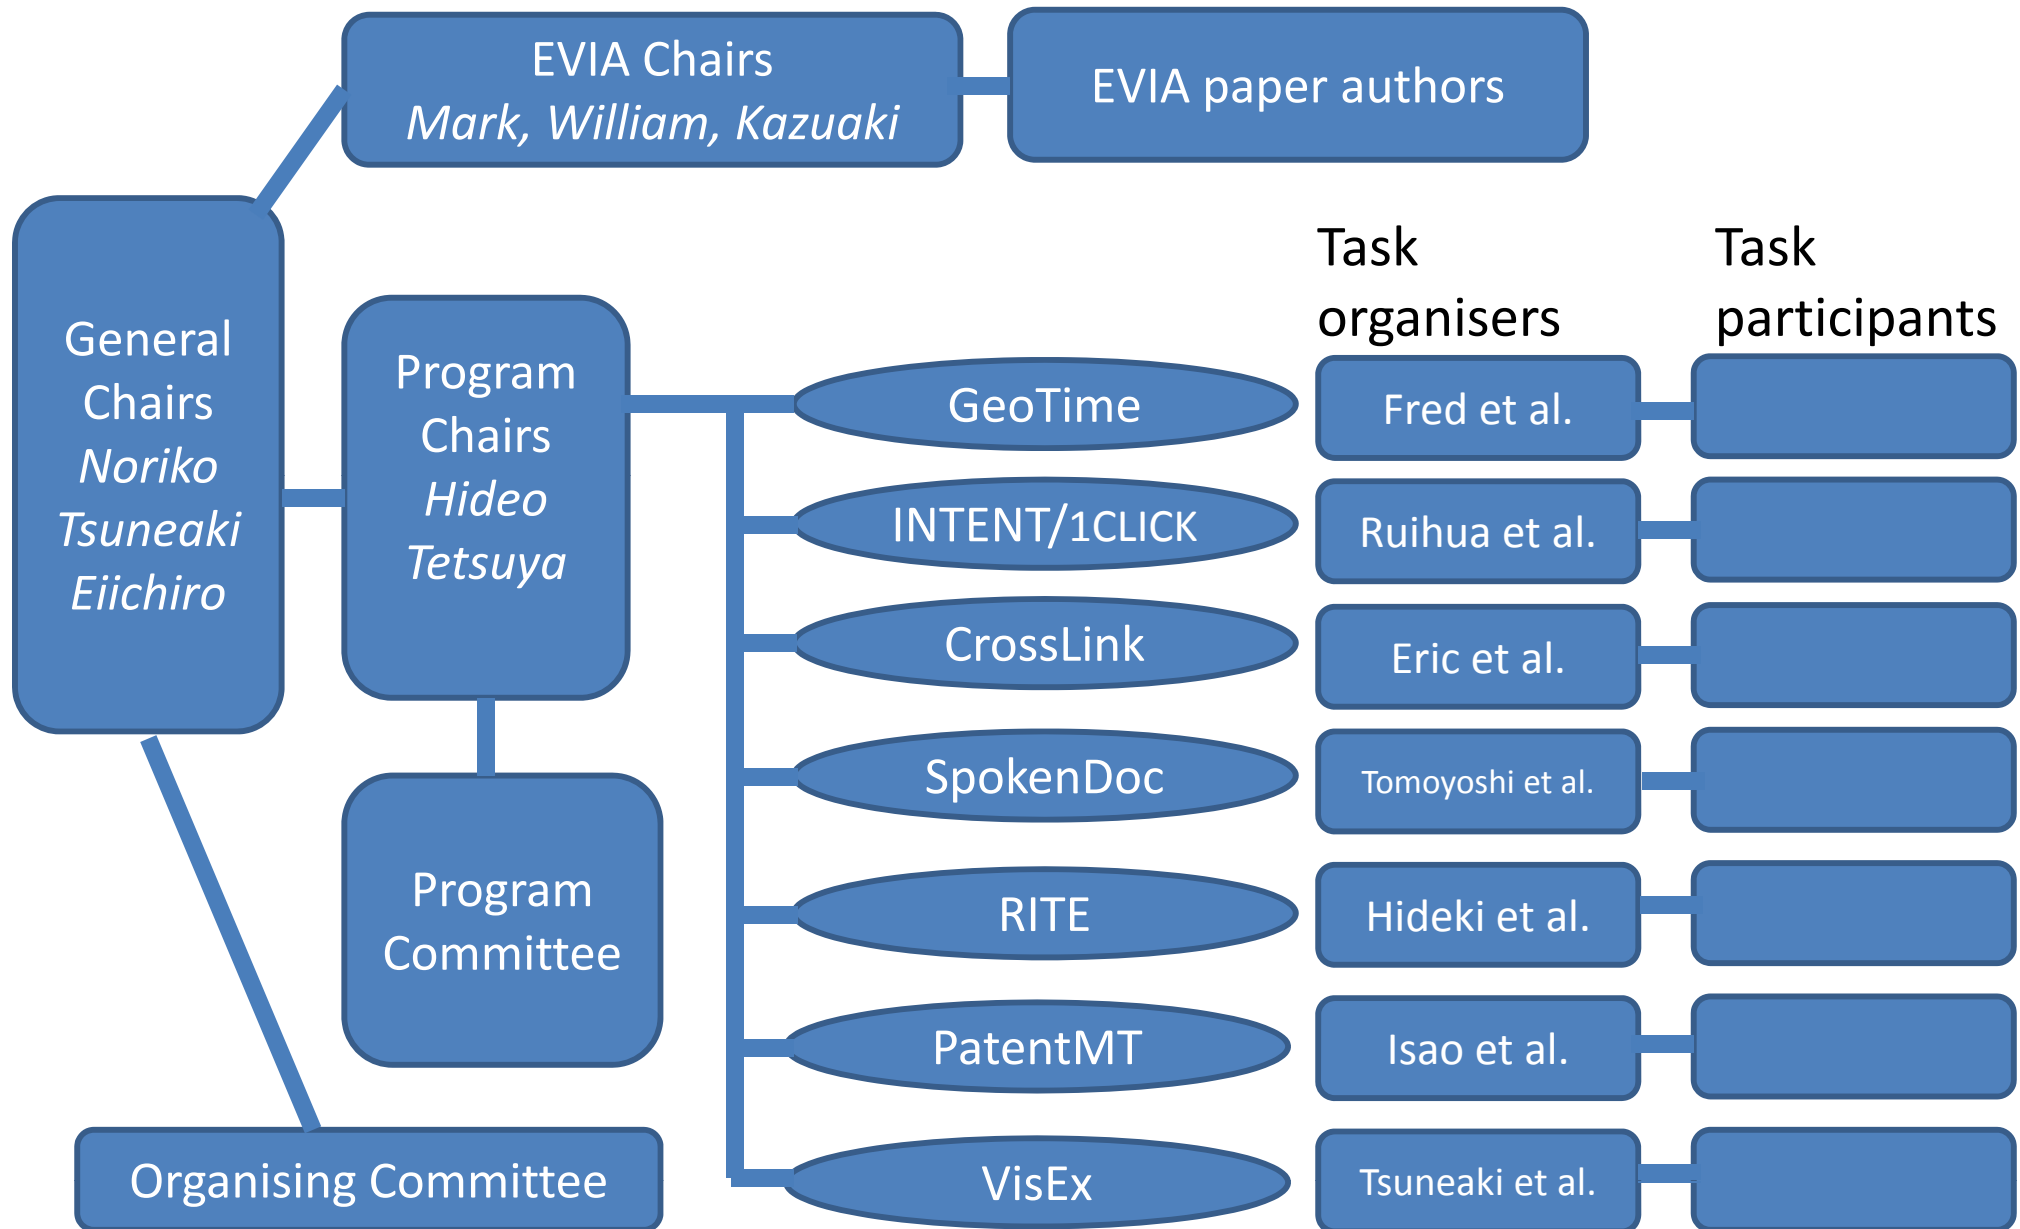 EVIA Chairs
Mark, William, Kazuaki
EVIA paper authors
General
Chairs
Noriko
Tsuneaki
Eiichiro
Program
Chairs
Hideo
Tetsuya
Program
Committee
Organising Committee
Task
organisers
Task
participants
GeoTime
Fred et al.
INTENT/1CLICK
Ruihua et al.
CrossLink
Eric et al.
SpokenDoc
Tomoyoshi et al.
RITE
Hideki et al.
PatentMT
Isao et al.
VisEx
Tsuneaki et al.